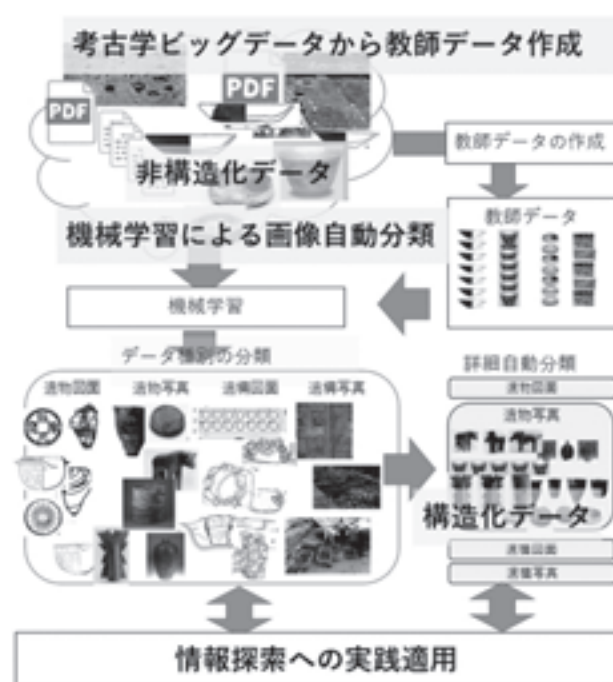 考古学ビッグデータから教師データ作成
PDF
PDF
非構造化データ
教師データの作成
教師データ
機械学習による画像自動分類
機械学習
データ種別の分類
遺物図面
遺物写真
遺構図面
遺構写真
詳細自動分類
遺物図面
遺物写真
構造化データ
遺構図面
遺構写真
情報探索への実践適用